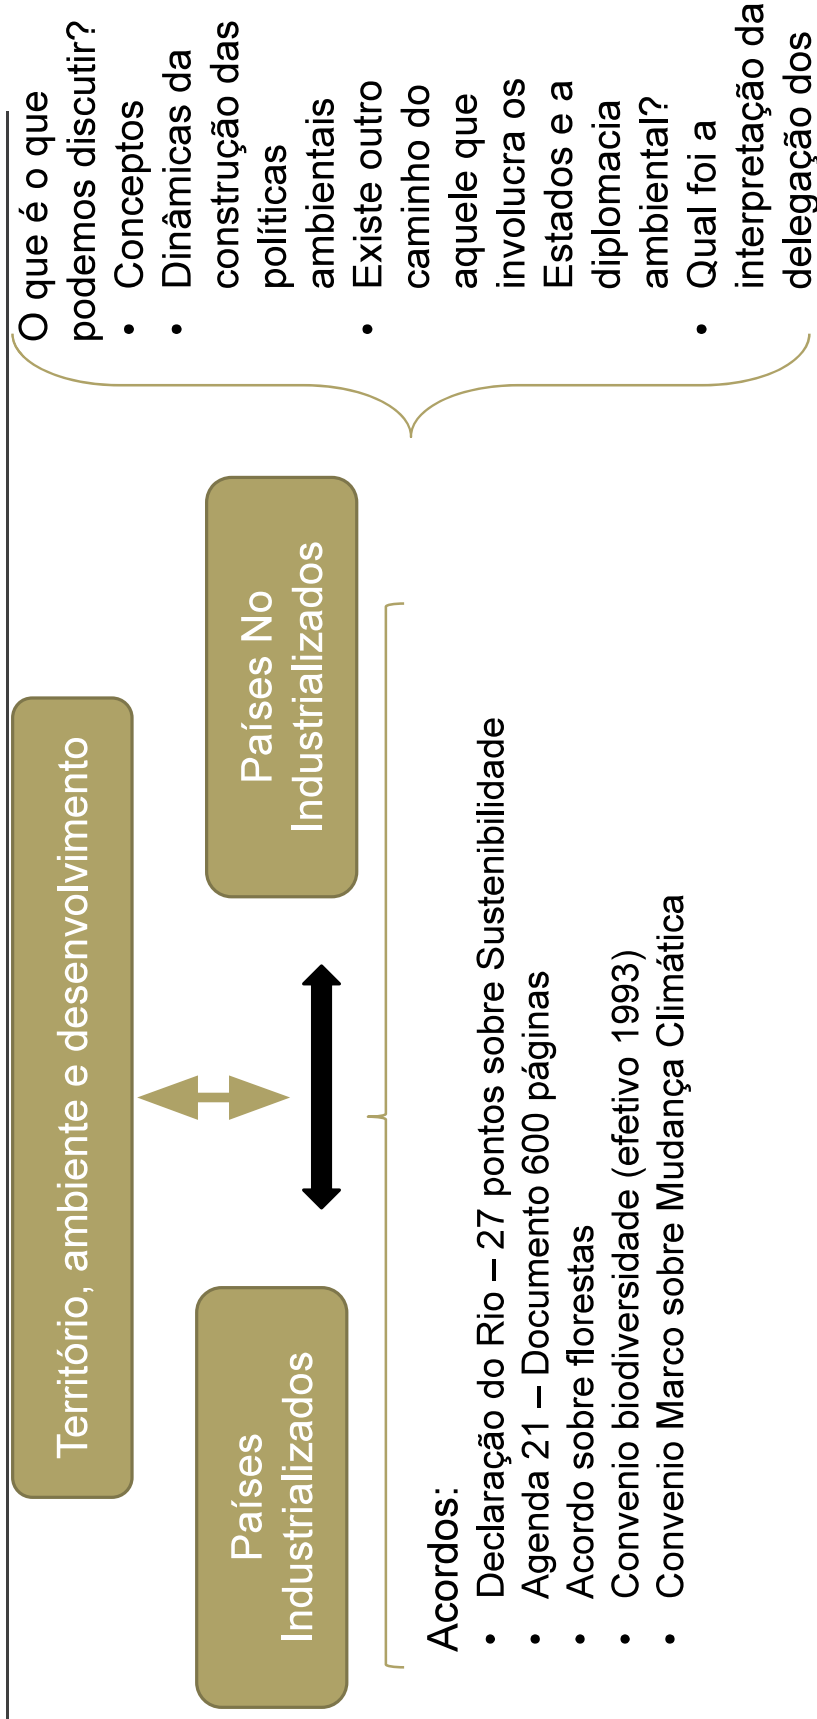 Território, ambiente e desenvolvimento
Países
Industrializados
Países No
Industrializados
Acordos:
• Declaração do Rio – 27 pontos sobre Sustenibilidade
• Agenda 21 – Documento 600 páginas
• Acordo sobre florestas
• Convenio biodiversidade (efetivo 1993)
• Convenio Marco sobre Mudança Climática
O que é o que
podemos discutir?
• Conceptos
• Dinâmicas da
construção das
políticas
ambientais
• Existe outro
caminho do
aquele que
involucra os
Estados e a
diplomacia
ambiental?
• Qual foi a
interpretação da
delegação dos